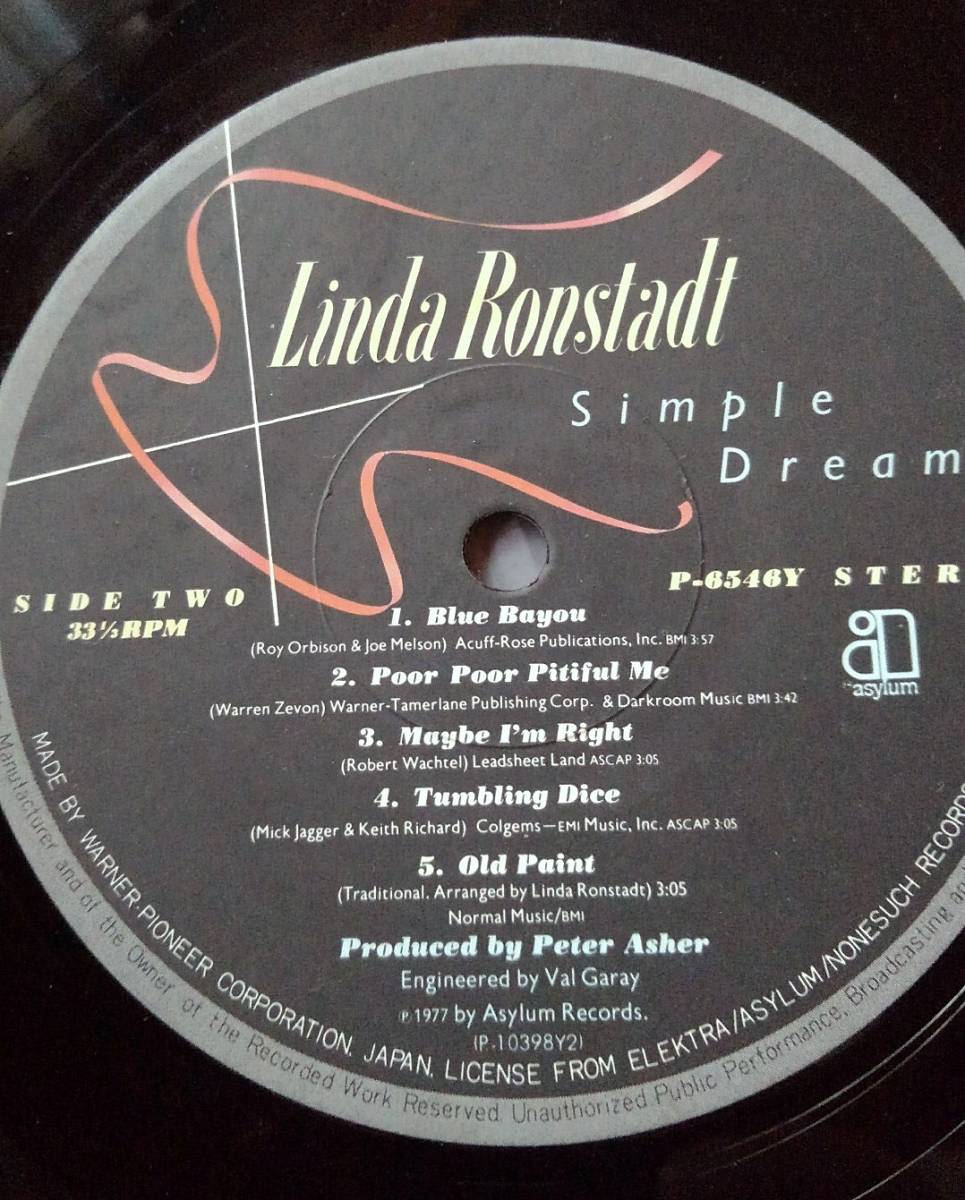 Linda Ronstadt
Simple
Dream
P-6546Y STER
SIDE TWO
33⅓RPM
asylum
1. Blue Bayou
(Roy Orbison & Joe Melson) Acuff-Rose Publications, Inc. BMI 3:57
2. Poor Poor Pitiful Me
(Warren Zevon) Warner-Tamerlane Publishing Corp. & Darkroom Music BMI 3:42
3. Maybe I'm Right
(Robert Wachtel) Leadsheet Land ASCAP 3:05
4. Tumbling Dice
(Mick Jagger & Keith Richard) Colgems—EMI Music, Inc. ASCAP 3:05
5. Old Paint
(Traditional. Arranged by Linda Ronstadt) 3:05
Normal Music/BMI
Produced by Peter Asher
Engineered by Val Garay
℗1977 by Asylum Records.
(P-10398Y2)
MADE BY WARNER-PIONEER CORPORATION, JAPAN, LICENSE FROM ELEKTRA/ASYLUM/NONESUCH RECORDS
Manufacturer and of the Owner of the Recorded Work Reserved. Unauthorized Public Performance, Broadcasting an